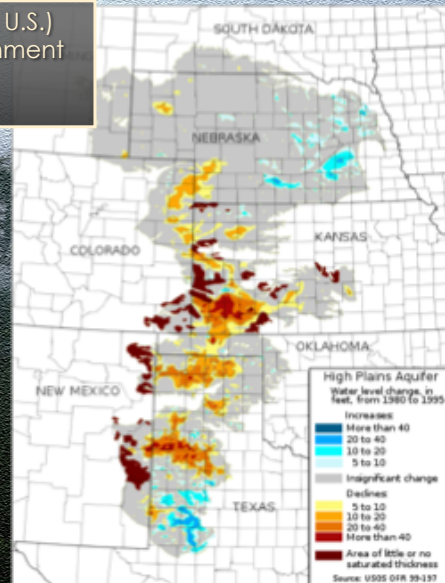 U.S.)
nment
SOUTH DAKOTA
NEBRASKA
COLORADO
KANSAS
OKLAHOMA
NEW MEXICO
TEXAS
High Plains Aquifer
Water level change, in
feet, from 1980 to 1995
Increases:
More than 40
20 to 40
10 to 20
5 to 10
Insignificant change
Declines:
5 to 10
10 to 20
20 to 40
More than 40
Area of little or no
saturated thickness
Source: USGS OFR 99-197